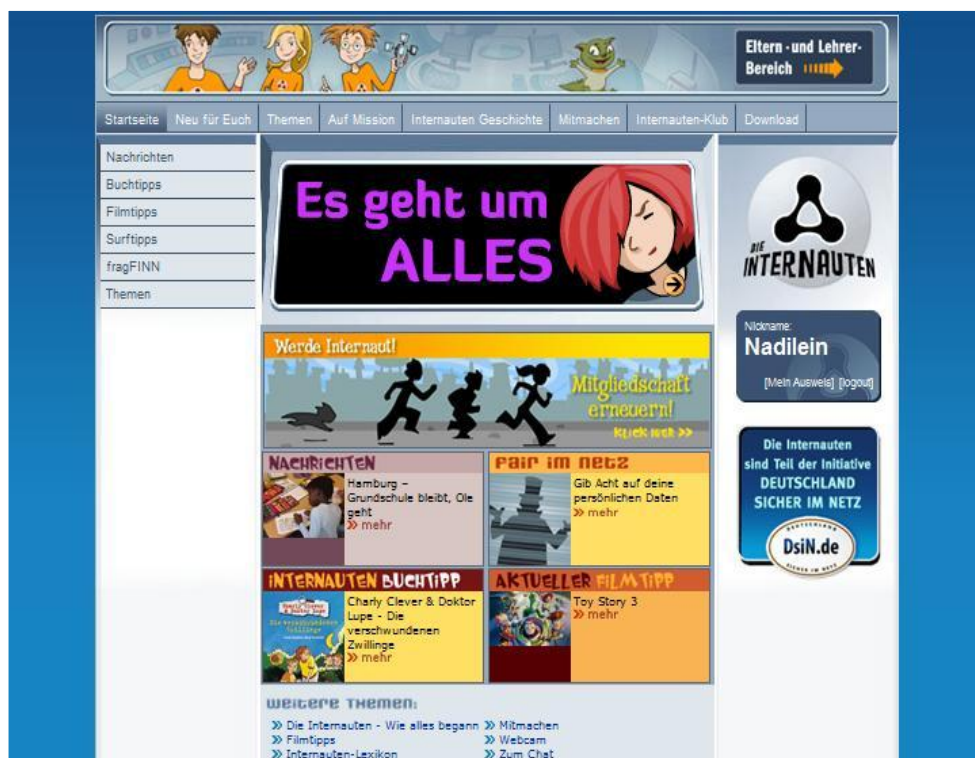 Eltern - und Lehrer-
Bereich
Startseite
Neu für Euch
Themen
Auf Mission
Internauten Geschichte
Mitmachen
Internauten-Klub
Download
Nachrichten
Buchtipps
Filmtipps
Surftipps
fragFINN
Themen
Es geht um
ALLES
DIE
INTERNAUTEN
Nickname:
Nadilein
[Mein Ausweis] [logout]
Die Internauten
sind Teil der Initiative
DEUTSCHLAND
SICHER IM NETZ
DEUTSCHLAND
DsiN.de
SICHER IM NETZ
Werde Internaut!
Mitgliedschaft
erneuern!
Klick hier >>
NACHRICHTEN
Hamburg –
Grundschule bleibt, Ole
geht
» mehr
FAIR IM NETZ
Gib Acht auf deine
persönlichen Daten
» mehr
INTERNAUTEN BUCHTIPP
Charly Clever & Doktor
Lupe - Die
verschwundenen
Zwillinge
» mehr
AKTUELLER FILMTIPP
Toy Story 3
» mehr
WEITERE THEMEN:
» Die Internauten - Wie alles begann
» Mitmachen
» Filmtipps
» Webcam
» Internauten-Lexikon
» Zum Chat